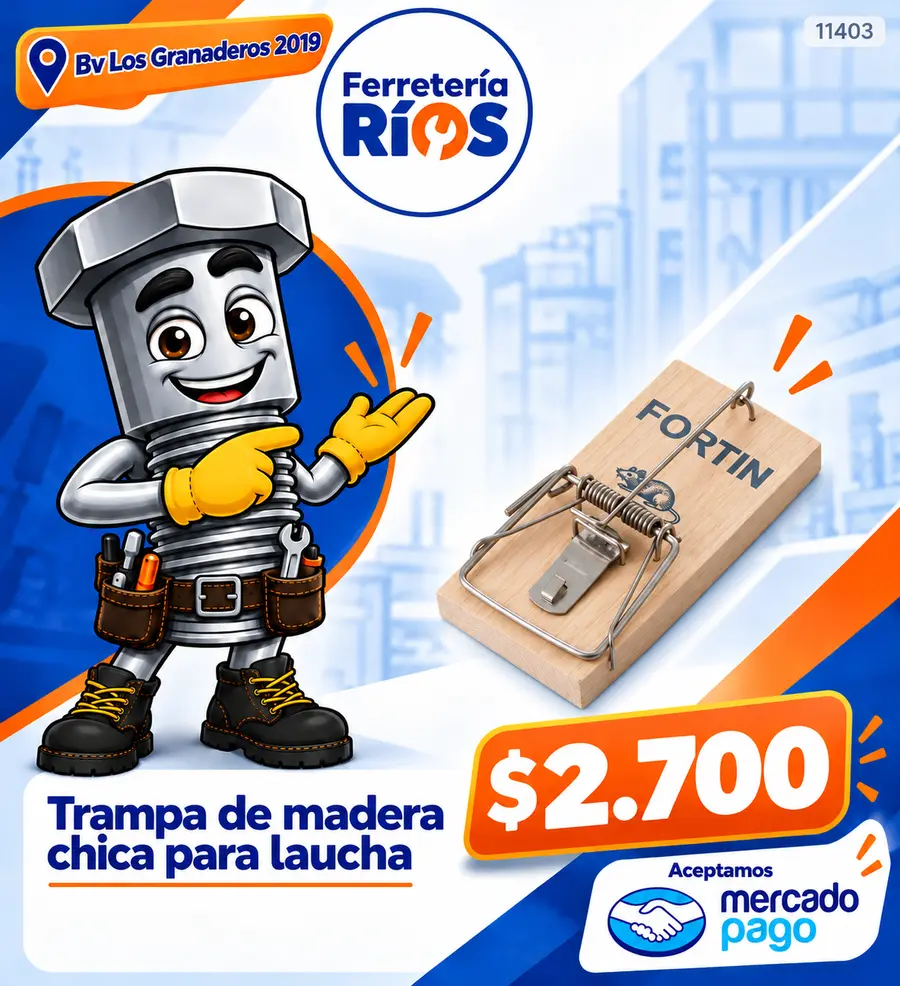 Bv Los Granaderos 2019
Ferretería
Ríos
11403
FORTIN
$2.700
Trampa de madera
chica para laucha
Aceptamos
mercado
pago